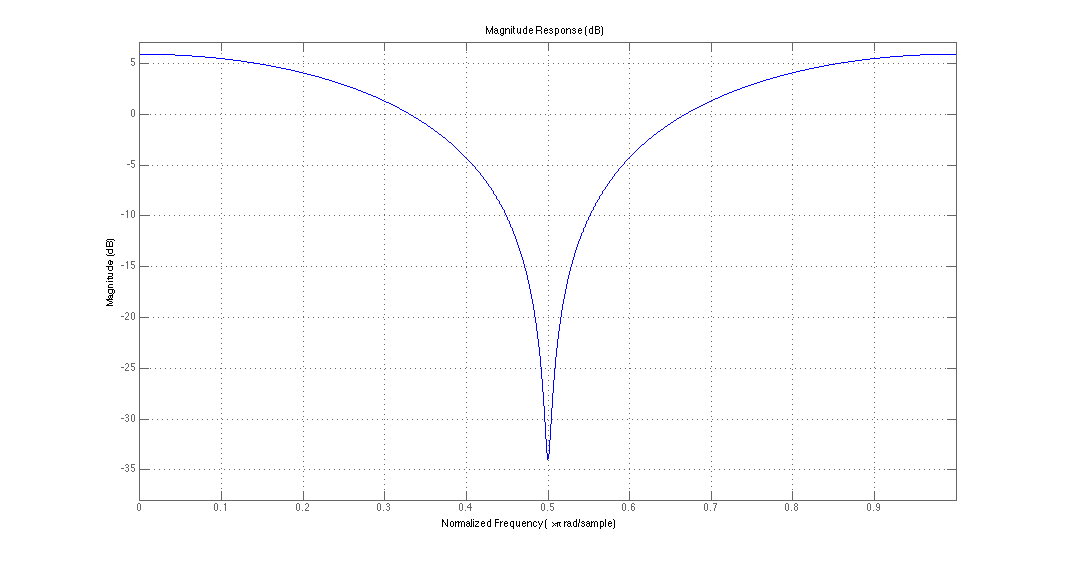 Magnitude Response (dB)
5
0
-5
-10
-15
-20
-25
-30
-35
Magnitude (dB)
0 0.1 0.2 0.3 0.4 0.5 0.6 0.7 0.8 0.9
Normalized Frequency ( ×π rad/sample)